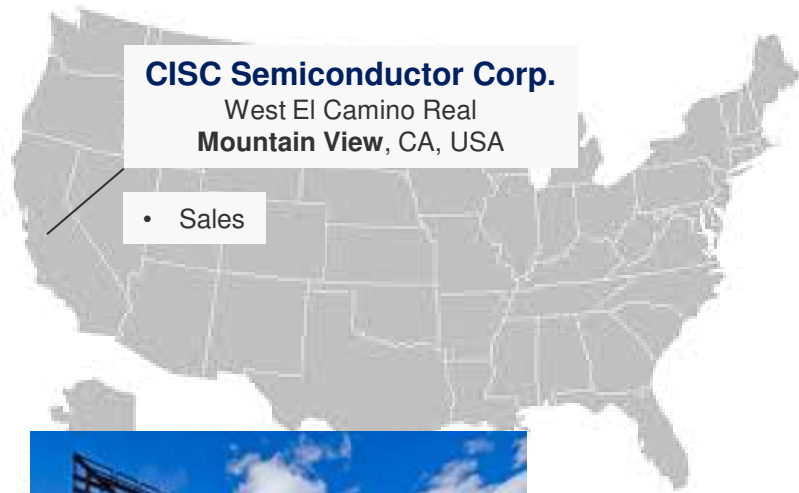 CISC Semiconductor Corp.
West El Camino Real
Mountain View, CA, USA
• Sales